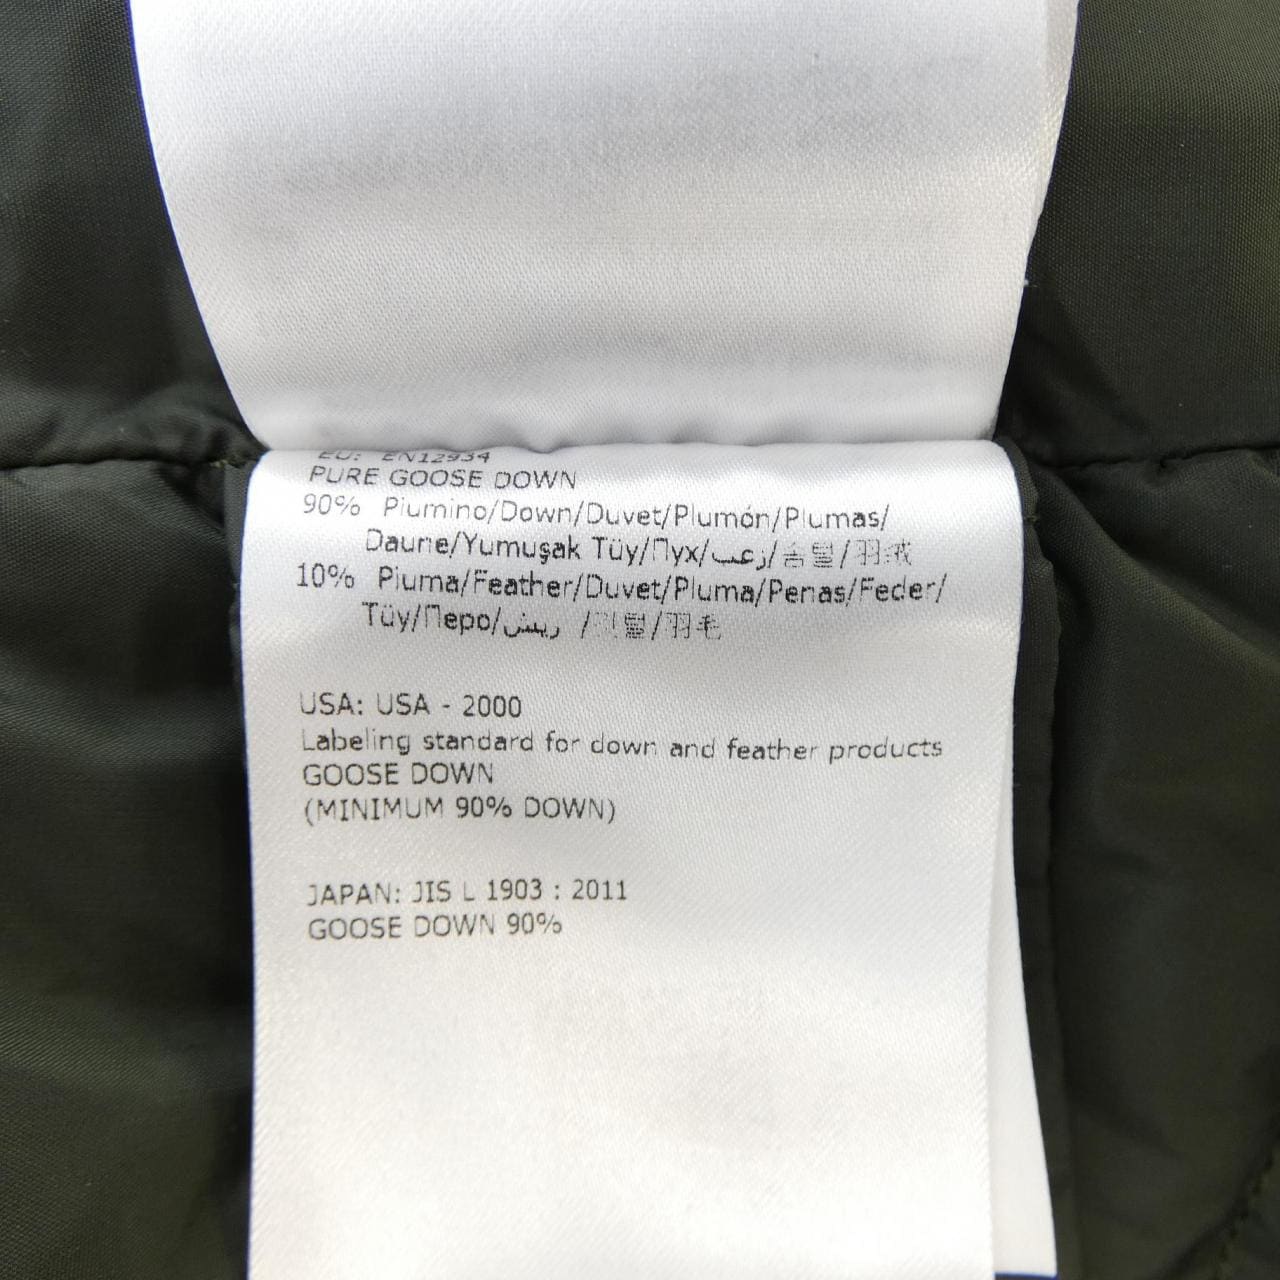 EU: EN12934
PURE GOOSE DOWN
90% Piumino/Down/Duvet/Plumón/Plumas/
Daune/Yumuşak Tüy/Пух/زغب/솜털/羽绒
10% Piuma/Feather/Duvet/Pluma/Penas/Feder/
Tüy/Перо/ريش /깃털/羽毛
USA: USA - 2000
Labeling standard for down and feather products
GOOSE DOWN
(MINIMUM 90% DOWN)
JAPAN: JIS L 1903 : 2011
GOOSE DOWN 90%